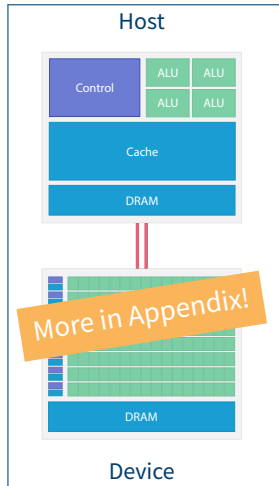 Host
Control
ALU ALU
ALU ALU
Cache
DRAM
More in Appendix!
DRAM
Device